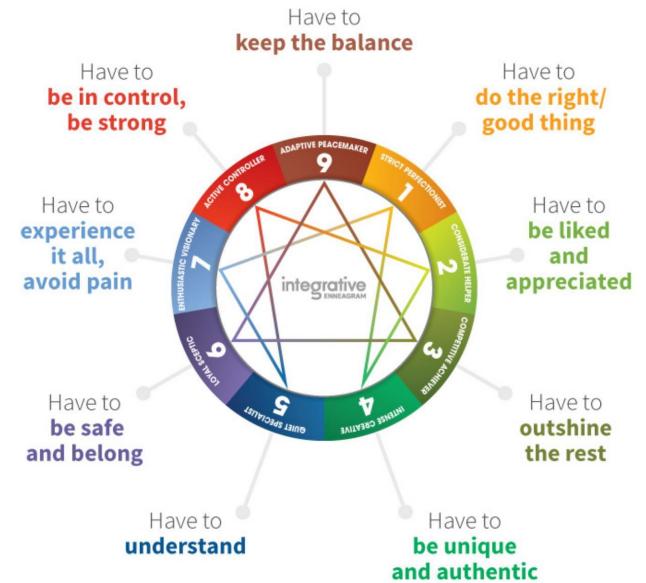 Have to
keep the balance
Have to
be in control,
be strong
Have to
do the right/
good thing
Have to
experience
it all,
avoid pain
Have to
be liked
and
appreciated
Have to
be safe
and belong
Have to
outshine
the rest
Have to
understand
Have to
be unique
and authentic
ADAPTIVE PEACEMAKER
9
STRICT PERFECTIONIST
1
CONSIDERATE HELPER
2
COMPETITIVE ACHIEVER
3
INTENSE CREATIVE
4
QUIET SPECIALIST
5
LOYAL SCEPTIC
6
ENTHUSIASTIC VISIONARY
7
ACTIVE CONTROLLER
8
integrative
ENNEAGRAM